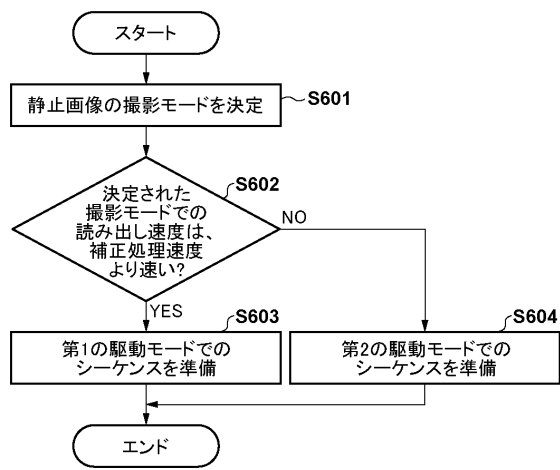 スタート
静止画像の撮影モードを決定
S601
S602
決定された
撮影モードでの
読み出し速度は、
補正処理速度
より速い?
NO
YES
S603
第1の駆動モードでの
シーケンスを準備
S604
第2の駆動モードでの
シーケンスを準備
エンド